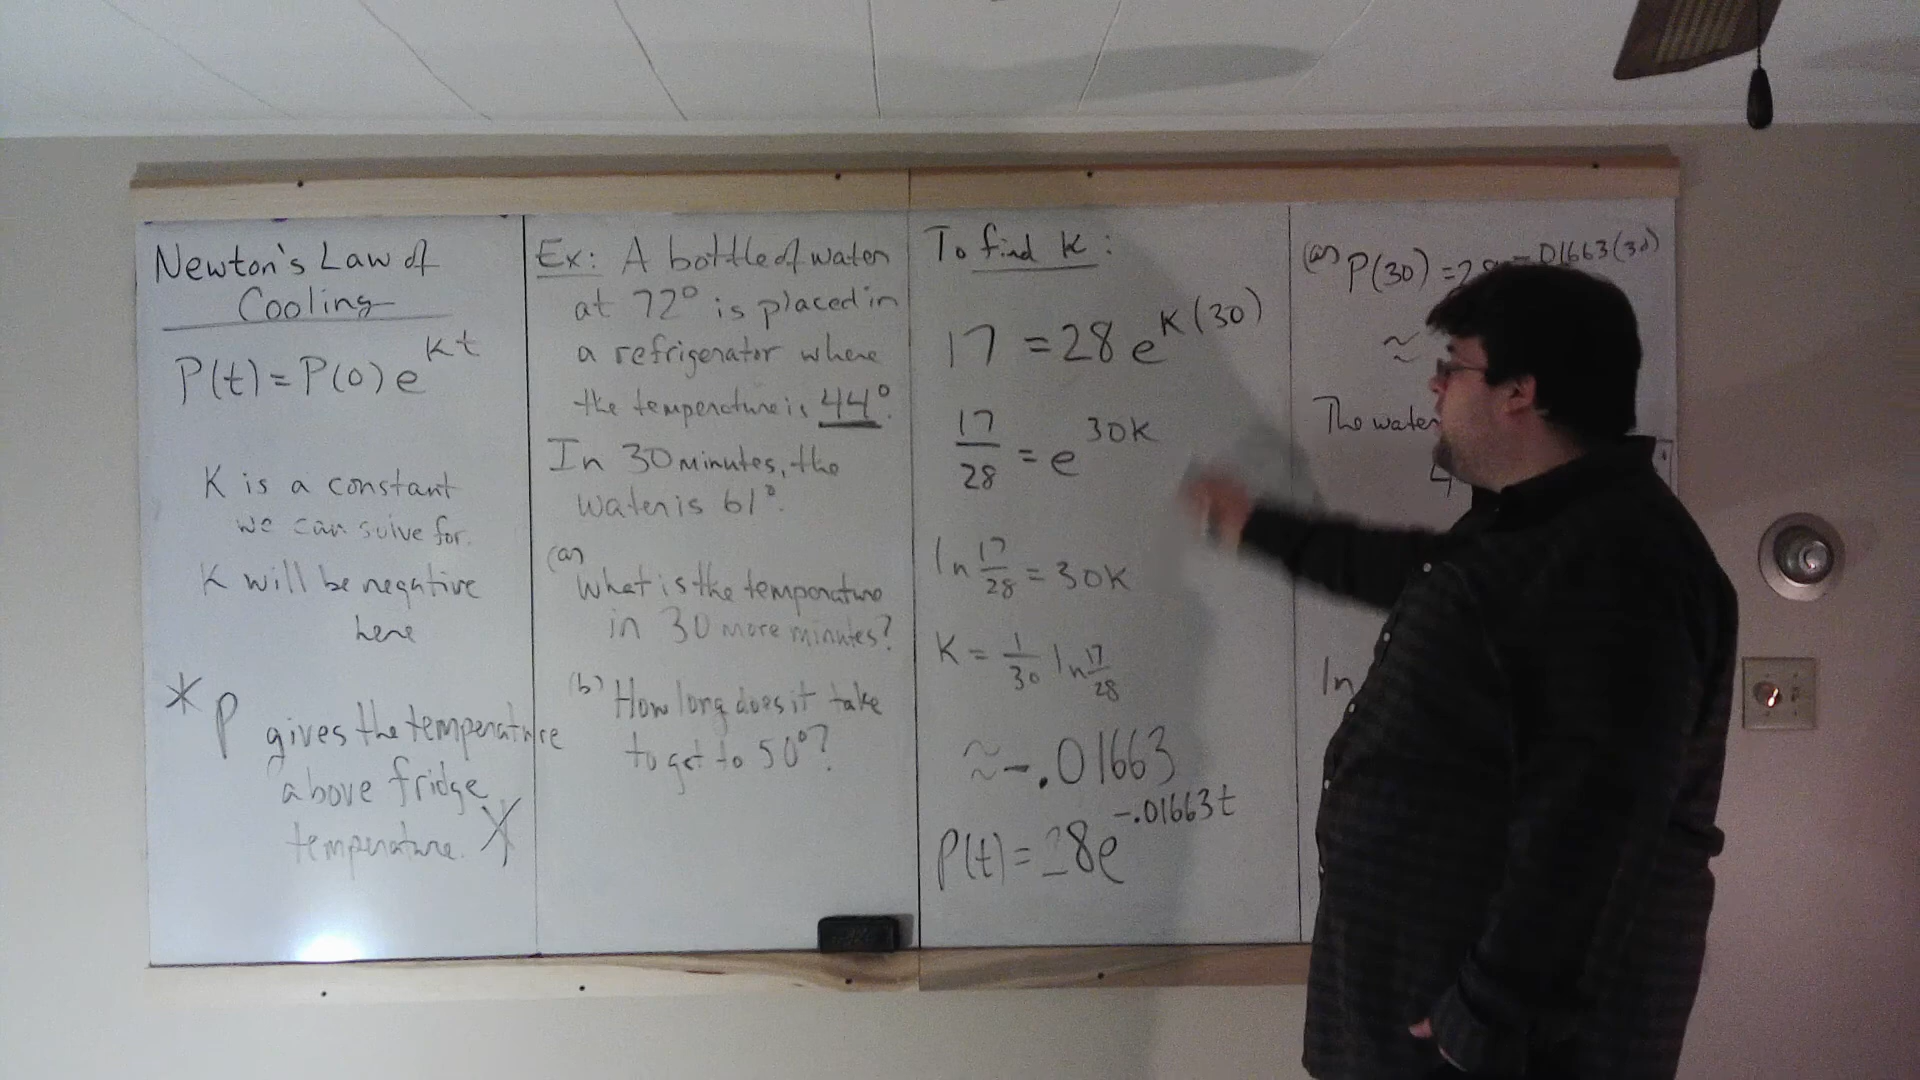 Newton's Law of
Cooling
P(t) = P(0) e^kt
K is a constant
we can solve for.
K will be negative
here
* P gives the temperature
above fridge
temperature. *
Ex: A bottle of water
at 72° is placed in
a refrigerator where
the temperature is 44°.
In 30 minutes, the
water is 61°.
(a)
What is the temperature
in 30 more minutes?
(b) How long does it take
to get to 50°?
To find K:
17 = 28 e^K(30)
17/28 = e^30K
ln 17/28 = 30K
K = 1/30 ln 17/28
≈ -.01663
P(t) = 28e^-.01663t
(a) P(30) = 28 -.01663(30)
≈
The water
4
In